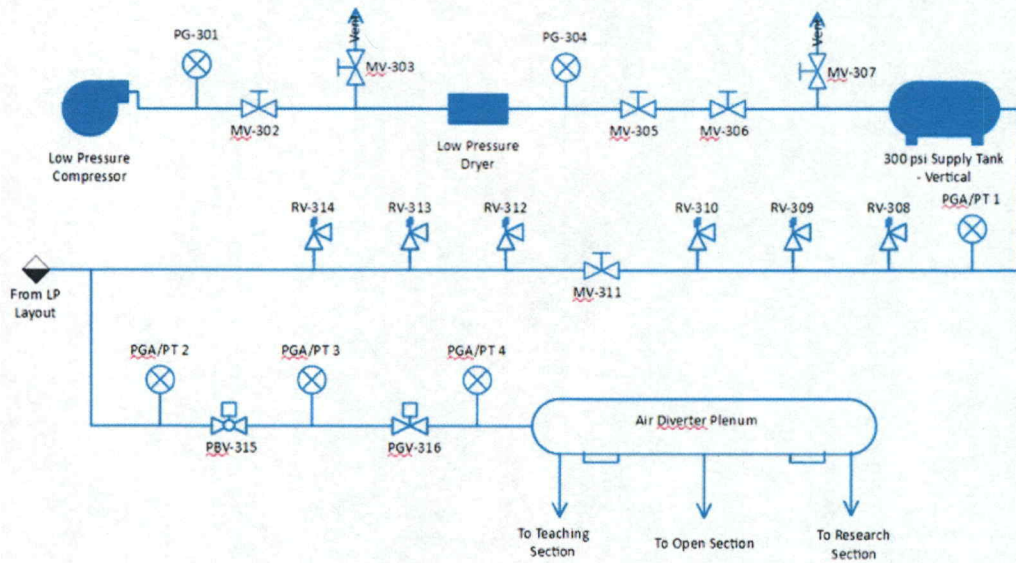 PG-301
Vent
MV-303
PG-304
Vent
MV-307
MV-302
MV-305
MV-306
Low Pressure
Compressor
Low Pressure
Dryer
300 psi Supply Tank
- Vertical
RV-314
RV-313
RV-312
RV-310
RV-309
RV-308
PGA/PT 1
From LP
Layout
MV-311
PGA/PT 2
PGA/PT 3
PGA/PT 4
PBV-315
PGV-316
Air Diverter Plenum
To Teaching
Section
To Open Section
To Research
Section